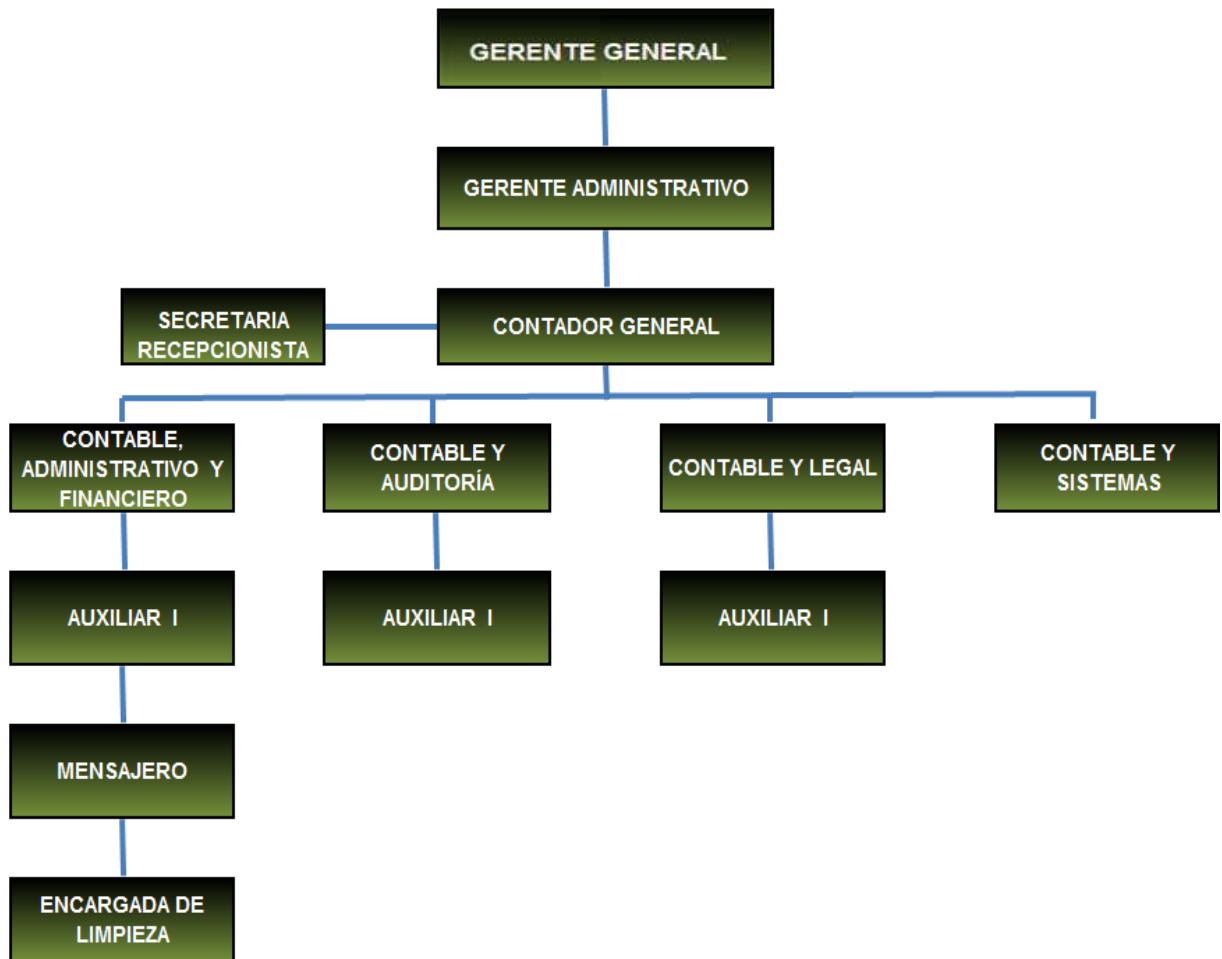 GERENTE GENERAL
GERENTE ADMINISTRATIVO
SECRETARIA
RECEPCIONISTA
CONTADOR GENERAL
CONTABLE,
ADMINISTRATIVO Y
FINANCIERO
CONTABLE Y
AUDITORÍA
CONTABLE Y LEGAL
CONTABLE Y
SISTEMAS
AUXILIAR I
AUXILIAR I
AUXILIAR I
MENSAJERO
ENCARGADA DE
LIMPIEZA